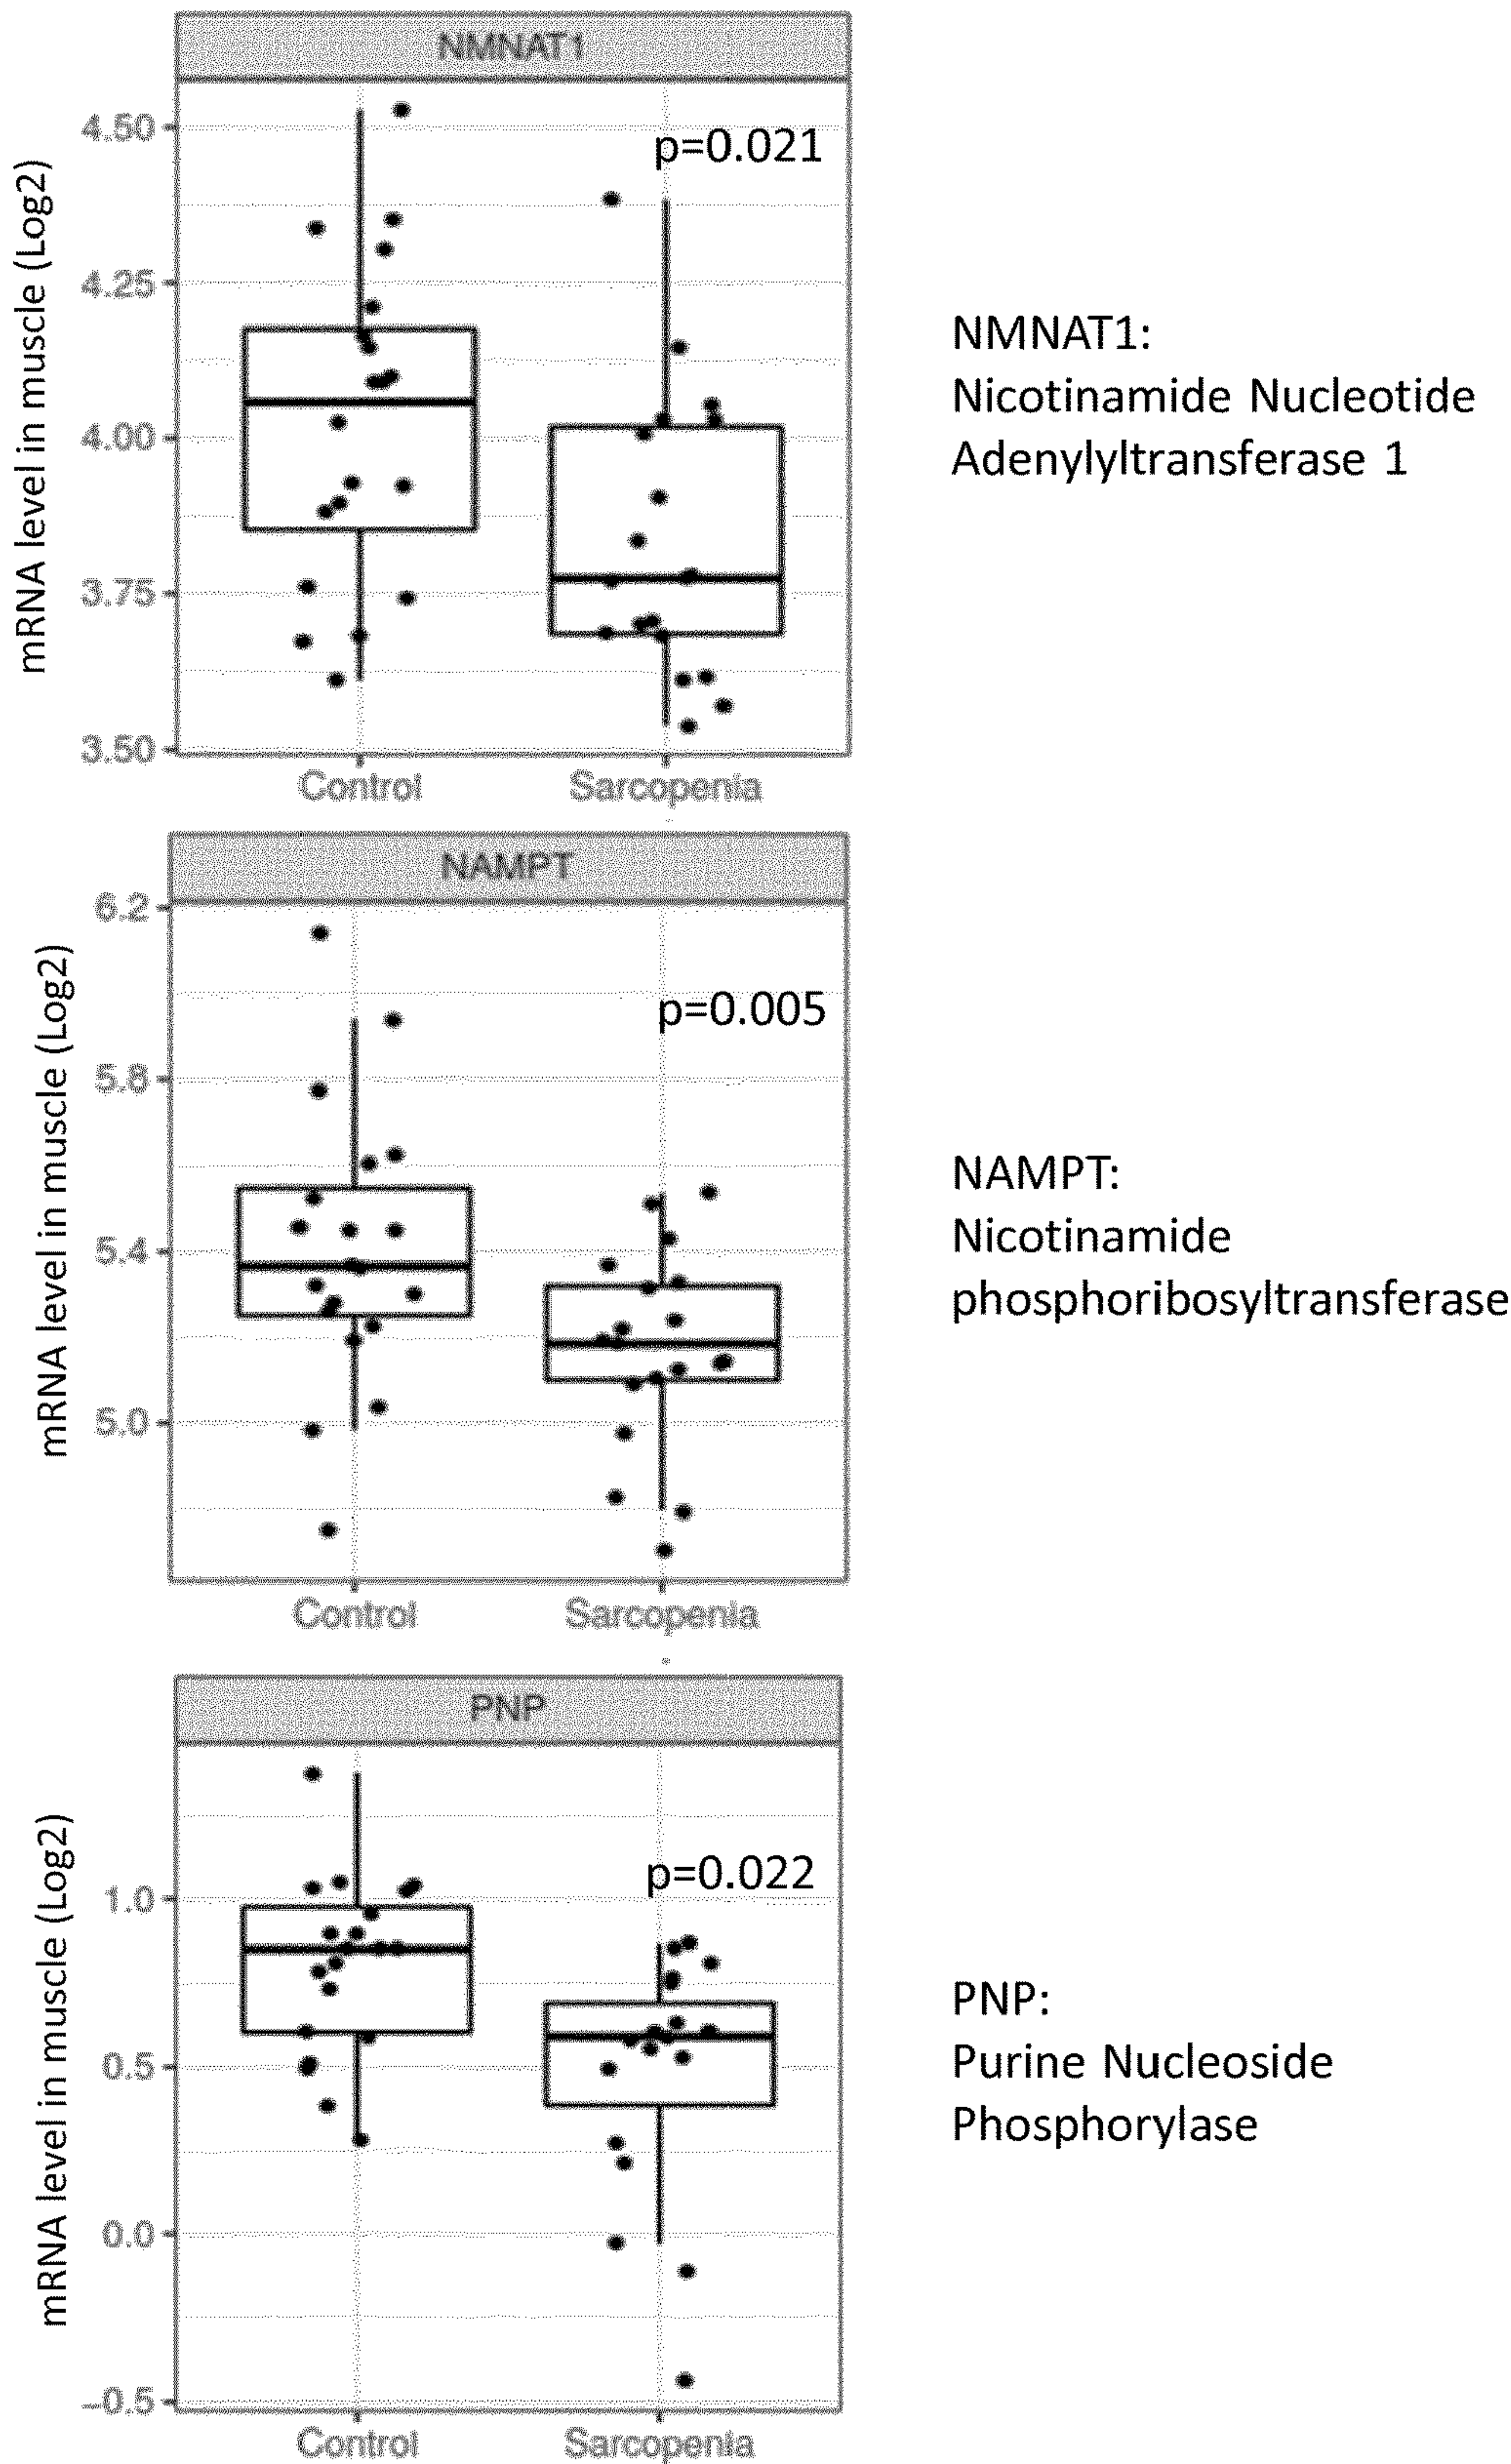 NMNAT1
mRNA level in muscle (Log2)
4.50
4.25
4.00
3.75
3.50
p=0.021
Control
Sarcopenia
NMNAT1:
Nicotinamide Nucleotide
Adenylyltransferase 1
NAMPT
mRNA level in muscle (Log2)
6.2
5.8
5.4
5.0
p=0.005
Control
Sarcopenia
NAMPT:
Nicotinamide
phosphoribosyltransferase
PNP
mRNA level in muscle (Log2)
1.0
0.5
0.0
-0.5
p=0.022
Control
Sarcopenia
PNP:
Purine Nucleoside
Phosphorylase